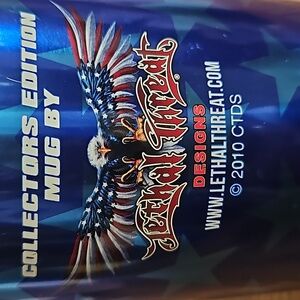 COLLECTORS EDITION
MUG BY
Lethal Threat
DESIGNS
WWW.LETHALTHREAT.COM
© 2010 CTDS